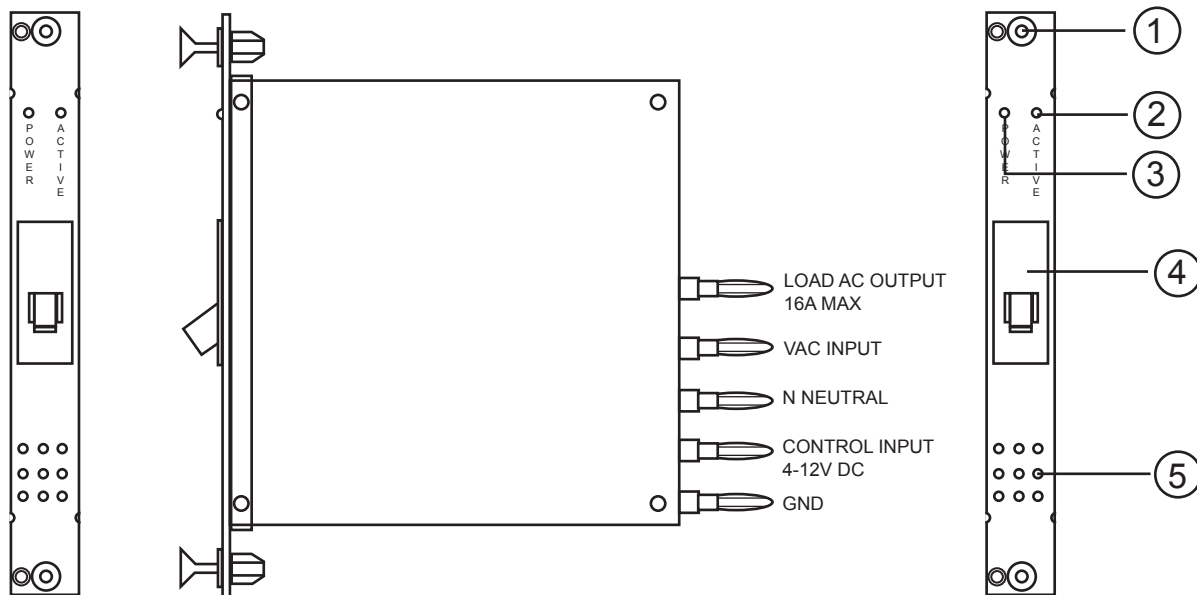 POWER
ACTIVE
LOAD AC OUTPUT
16A MAX
VAC INPUT
N NEUTRAL
CONTROL INPUT
4-12V DC
GND
POWER
ACTIVE
1
2
3
4
5